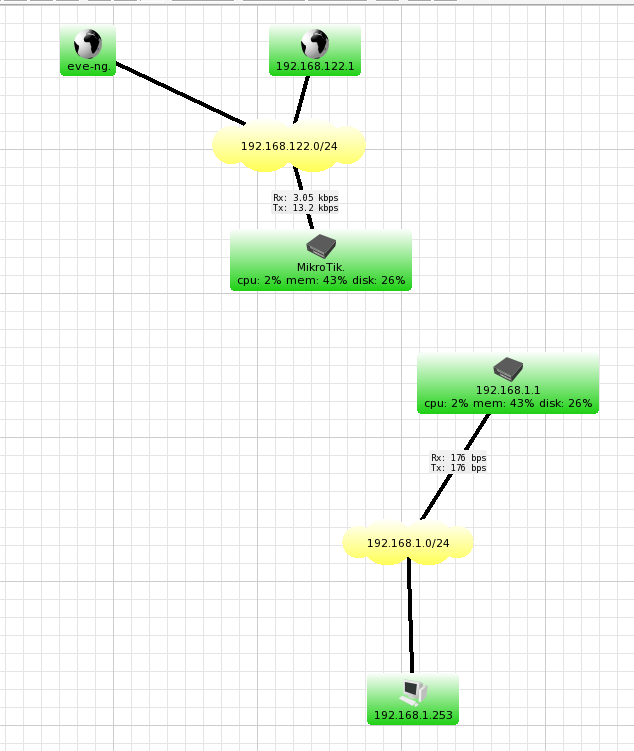 eve-ng.
192.168.122.1
192.168.122.0/24
Rx: 3.05 kbps
Tx: 13.2 kbps
MikroTik.
cpu: 2% mem: 43% disk: 26%
192.168.1.1
cpu: 2% mem: 43% disk: 26%
Rx: 176 bps
Tx: 176 bps
192.168.1.0/24
192.168.1.253